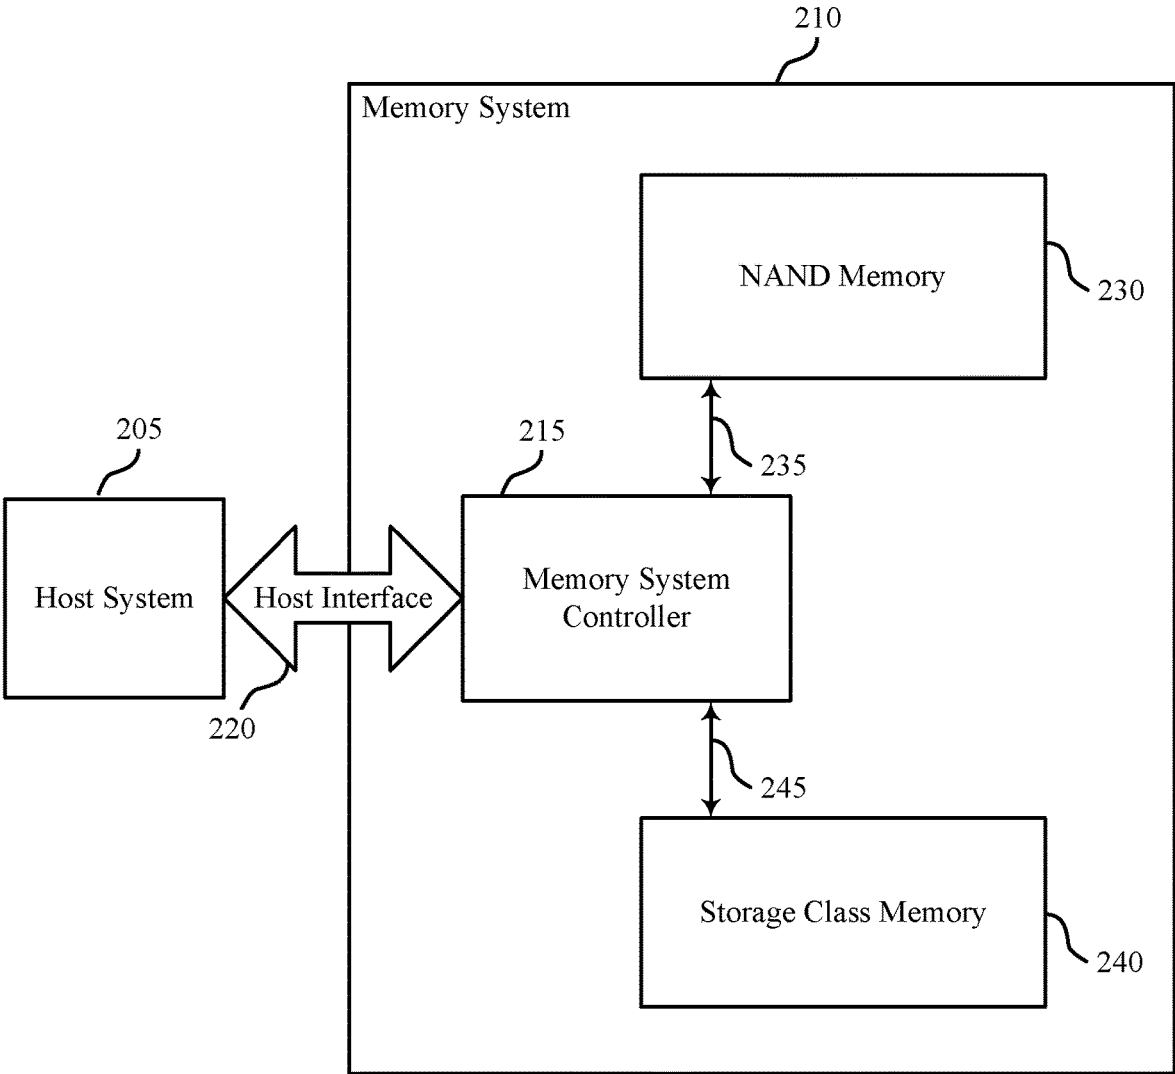 210
Memory System
NAND Memory
230
205
215
235
Host System
Host Interface
Memory System
Controller
220
245
Storage Class Memory
240